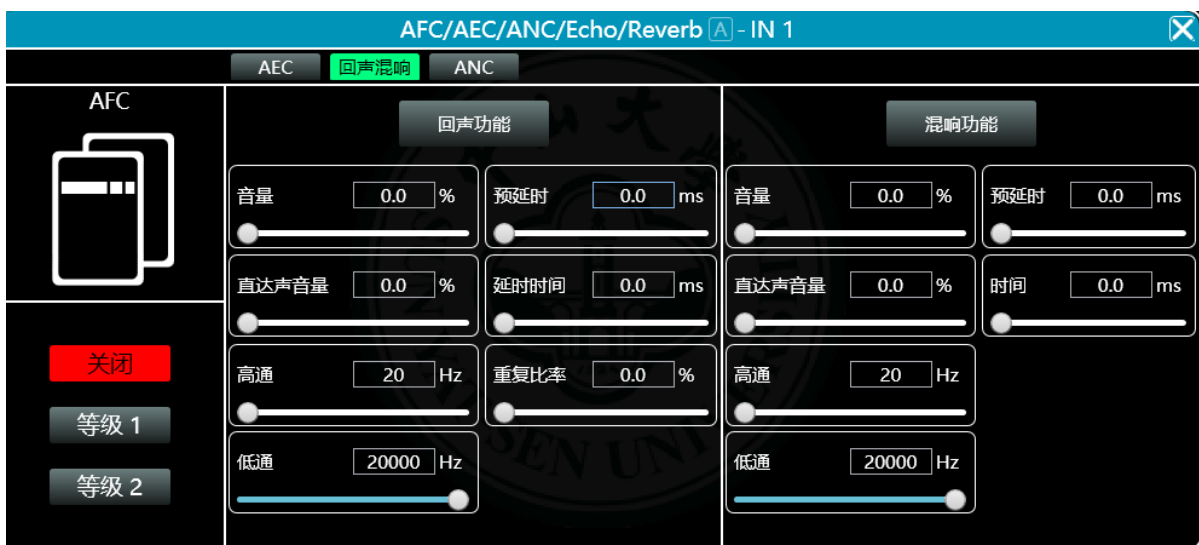 AFC/AEC/ANC/Echo/Reverb A - IN 1
AEC 回声混响 ANC
AFC
关闭
等级 1
等级 2
回声功能
音量 0.0 % 预延时 0.0 ms
直达声音量 0.0 % 延时时间 0.0 ms
高通 20 Hz 重复比率 0.0 %
低通 20000 Hz
混响功能
音量 0.0 % 预延时 0.0 ms
直达声音量 0.0 % 时间 0.0 ms
高通 20 Hz
低通 20000 Hz